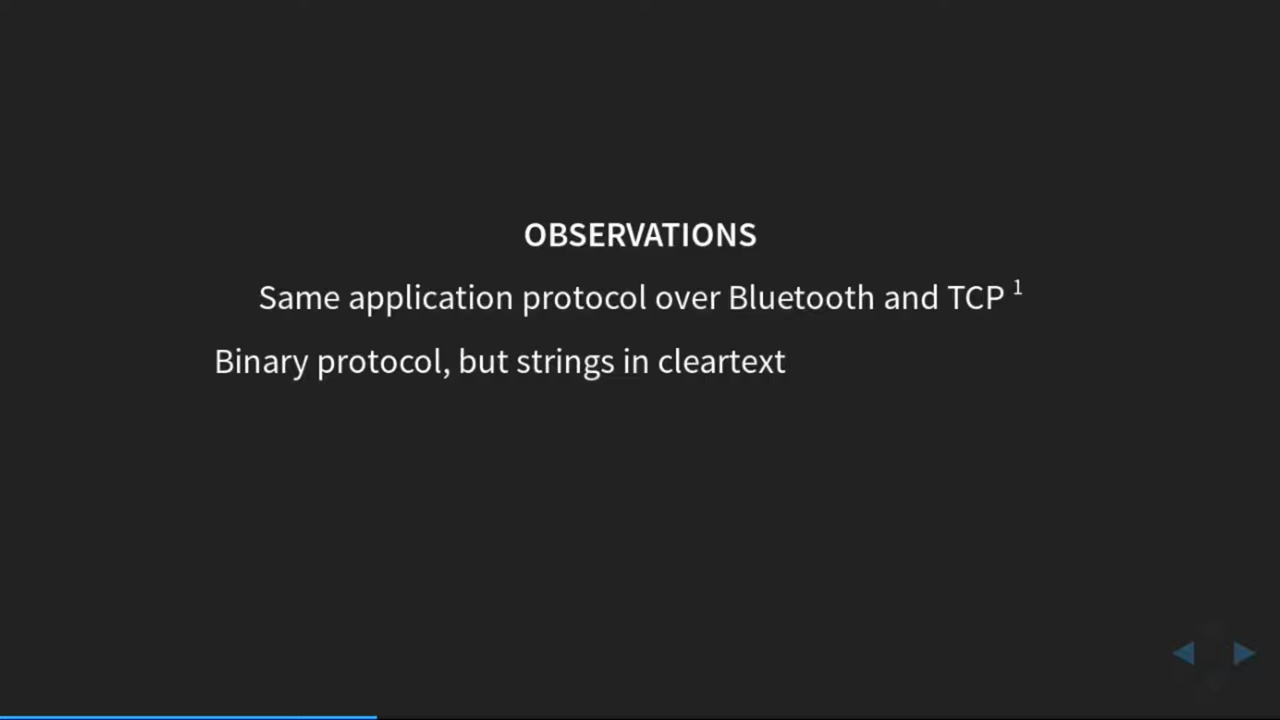 OBSERVATIONS
Same application protocol over Bluetooth and TCP 1
Binary protocol, but strings in cleartext